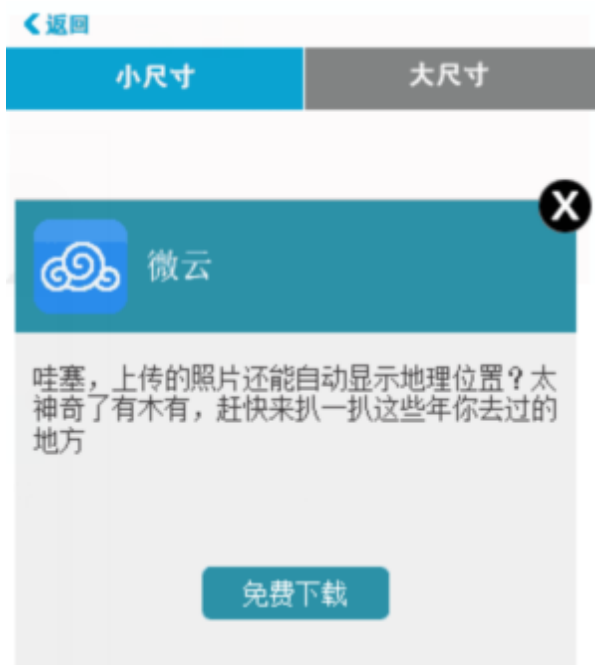 返回
小尺寸
大尺寸
X
微云
哇塞，上传的照片还能自动显示地理位置？太
神奇了有木有，赶快来扒一扒这些年你去过的
地方
免费下载